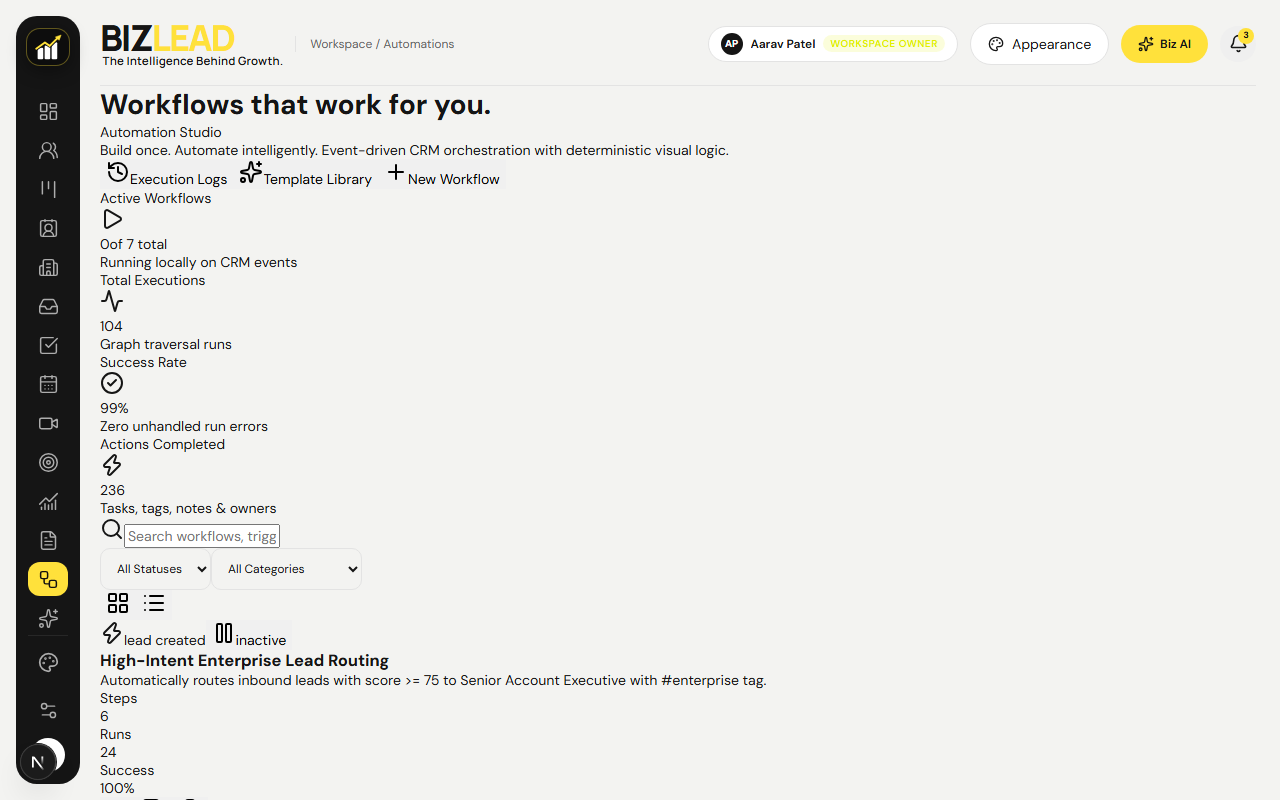 BIZLEAD
The Intelligence Behind Growth.
Workspace / Automations
AP Aarav Patel WORKSPACE OWNER
Appearance
Biz AI
3
Workflows that work for you.
Automation Studio
Build once. Automate intelligently. Event-driven CRM orchestration with deterministic visual logic.
Execution Logs Template Library New Workflow
Active Workflows
0of 7 total
Running locally on CRM events
Total Executions
104
Graph traversal runs
Success Rate
99%
Zero unhandled run errors
Actions Completed
236
Tasks, tags, notes & owners
Search workflows, trigg
All Statuses All Categories
lead created inactive
High-Intent Enterprise Lead Routing
Automatically routes inbound leads with score >= 75 to Senior Account Executive with #enterprise tag.
Steps
6
Runs
24
Success
100%
N